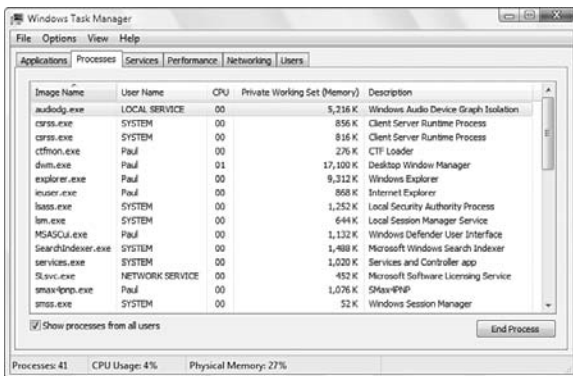 Windows Task Manager
File Options View Help
Applications Processes Services Performance Networking Users
Image Name User Name CPU Private Working Set (Memory) Description
audiodg.exe LOCAL SERVICE 00 5,216 K Windows Audio Device Graph Isolation
csrss.exe SYSTEM 00 856 K Client Server Runtime Process
csrss.exe SYSTEM 00 816 K Client Server Runtime Process
ctfmon.exe Paul 00 276 K CTF Loader
dwm.exe Paul 01 17,100 K Desktop Window Manager
explorer.exe Paul 00 9,312 K Windows Explorer
ieuser.exe Paul 00 868 K Internet Explorer
lsass.exe SYSTEM 00 1,252 K Local Security Authority Process
lsm.exe SYSTEM 00 644 K Local Session Manager Service
MSASCui.exe Paul 00 1,132 K Windows Defender User Interface
SearchIndexer.exe SYSTEM 00 1,488 K Microsoft Windows Search Indexer
services.exe SYSTEM 00 1,020 K Services and Controller app
SLsvc.exe NETWORK SERVICE 00 452 K Microsoft Software Licensing Service
smax4pnp.exe Paul 00 1,076 K SMax4PNP
smss.exe SYSTEM 00 52 K Windows Session Manager
Show processes from all users End Process
Processes: 41 CPU Usage: 4% Physical Memory: 27%